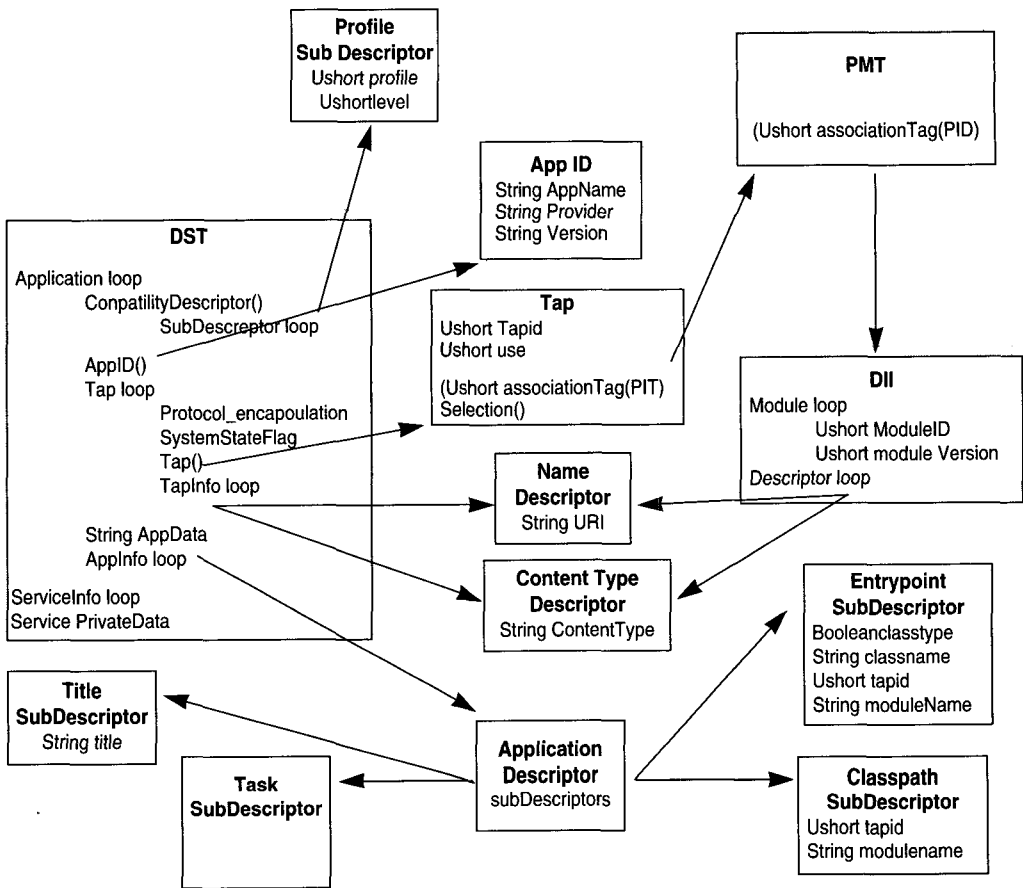 Profile
Sub Descriptor
Ushort profile
Ushortlevel
PMT
(Ushort associationTag(PID)
App ID
String AppName
String Provider
String Version
DST
Application loop
ConpatilityDescriptor()
SubDescreptor loop
AppID()
Tap loop
Protocol_encapoulation
SystemStateFlag
Tap()
TapInfo loop
String AppData
AppInfo loop
ServiceInfo loop
Service PrivateData
Tap
Ushort Tapid
Ushort use
(Ushort associationTag(PIT)
Selection()
DII
Module loop
Ushort ModuleID
Ushort module Version
Descriptor loop
Name
Descriptor
String URI
Content Type
Descriptor
String ContentType
Entrypoint
SubDescriptor
Booleanclasstype
String classname
Ushort tapid
String moduleName
Title
SubDescriptor
String title
Task
SubDescriptor
Application
Descriptor
subDescriptors
Classpath
SubDescriptor
Ushort tapid
String modulename